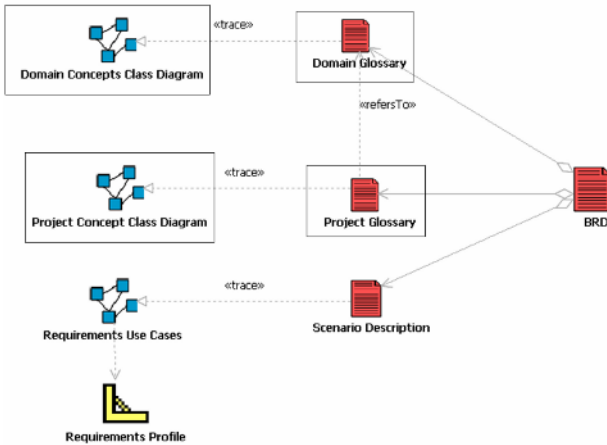 «trace»
Domain Concepts Class Diagram
Domain Glossary
«refersTo»
«trace»
Project Concept Class Diagram
Project Glossary
BRD
«trace»
Requirements Use Cases
Scenario Description
Requirements Profile